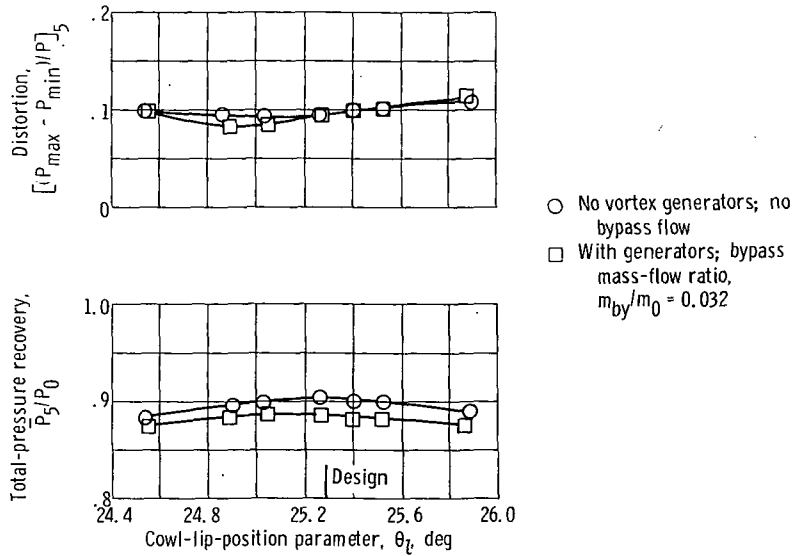 .2
.1
0
Distortion,
[(P_max - P_min)/P̄]_5
○ No vortex generators; no
bypass flow
□ With generators; bypass
mass-flow ratio,
m_by/m_0 = 0.032
1.0
.9
.8
Total-pressure recovery,
P̄_5/P_0
Design
24.4 24.8 25.2 25.6 26.0
Cowl-lip-position parameter, θ_l, deg